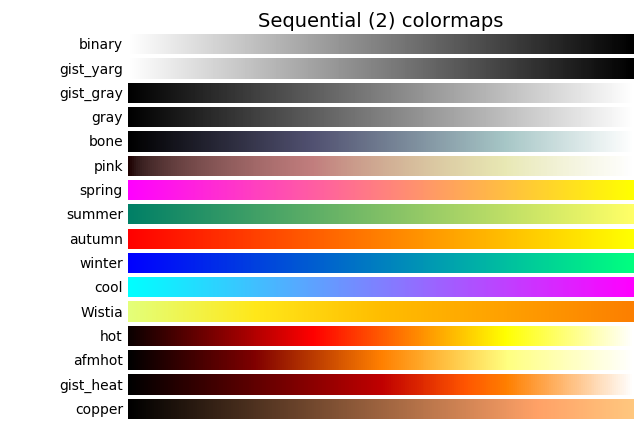 Sequential (2) colormaps
binary
gist_yarg
gist_gray
gray
bone
pink
spring
summer
autumn
winter
cool
Wistia
hot
afmhot
gist_heat
copper